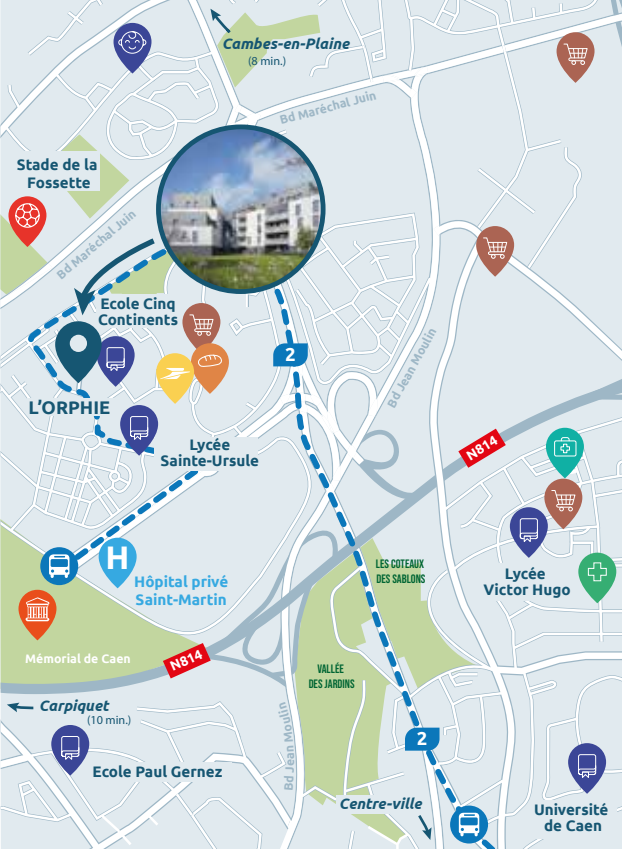 Cambes-en-Plaine
(8 min.)
Bd Maréchal Juin
Stade de la
Fossette
Bd Maréchal Juin
Ecole Cinq
Continents
2
Bd Jean Moulin
L'ORPHIE
Lycée
Sainte-Ursule
N814
H
Hôpital privé
Saint-Martin
LES COTEAUX
DES SABLONS
Lycée
Victor Hugo
Mémorial de Caen
N814
VALLÉE
DES JARDINS
Carpiquet
(10 min.)
Bd Jean Moulin
2
Ecole Paul Gernez
Centre-ville
Université
de Caen